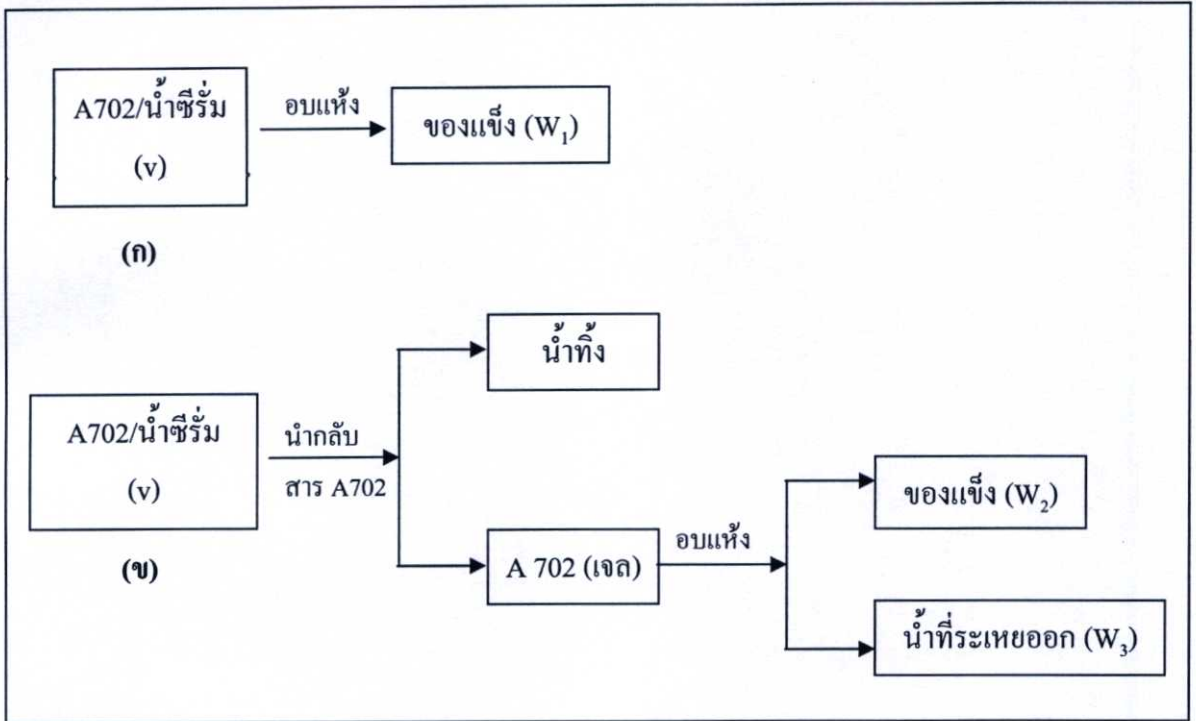 A702/น้ำซีรั่ม
(v)
อบแห้ง
ของแข็ง (W₁)
(ก)
น้ำทิ้ง
A702/น้ำซีรั่ม
(v)
นำกลับ
สาร A702
ของแข็ง (W₂)
A 702 (เจล)
อบแห้ง
น้ำที่ระเหยออก (W₃)
(ข)